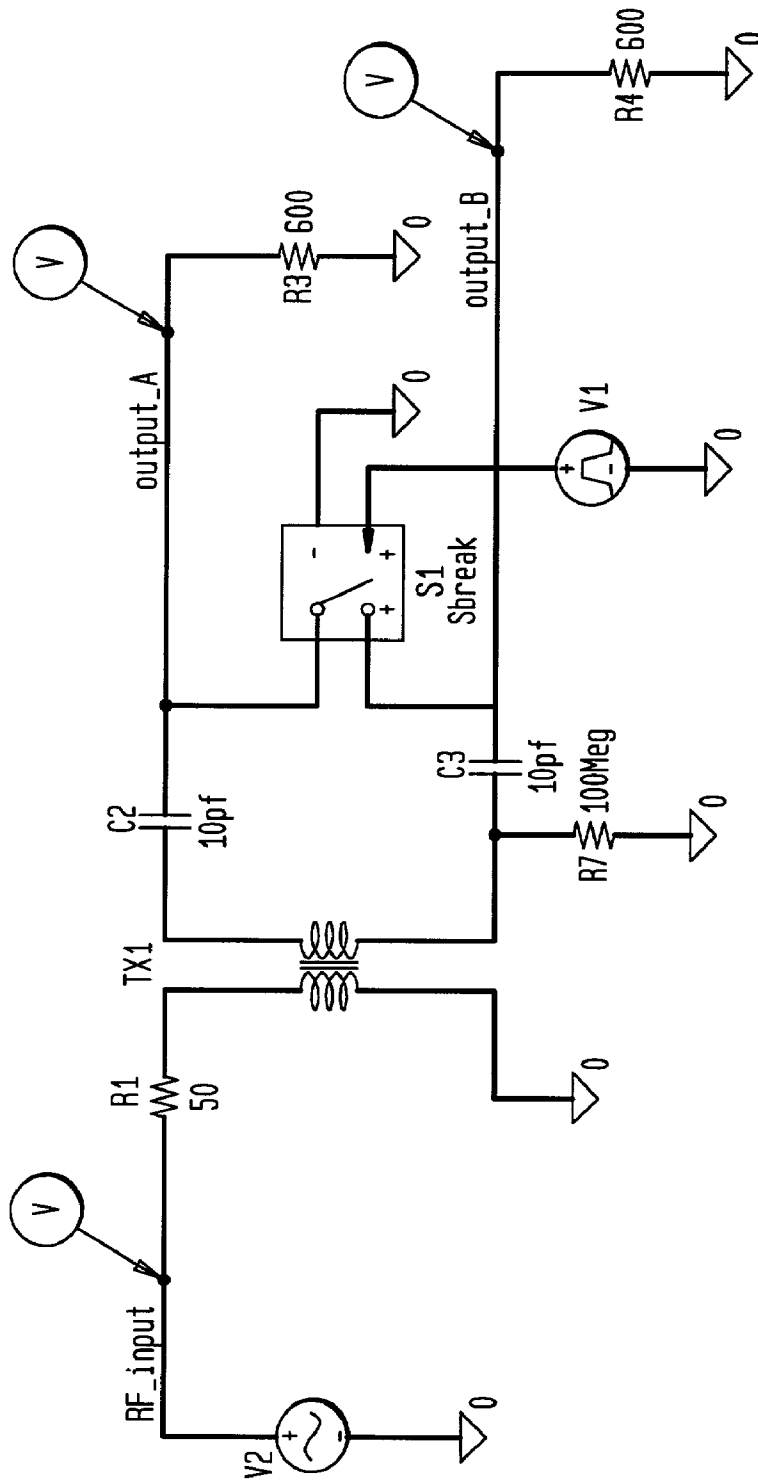 V
V
V
RF_input
output_A
output_B
V2
+
-
0
R1
50
TX1
0
C2
10pf
C3
10pf
R7
100Meg
0
S1
Sbreak
+
+
-
0
V1
+
-
0
R3
600
0
R4
600
0